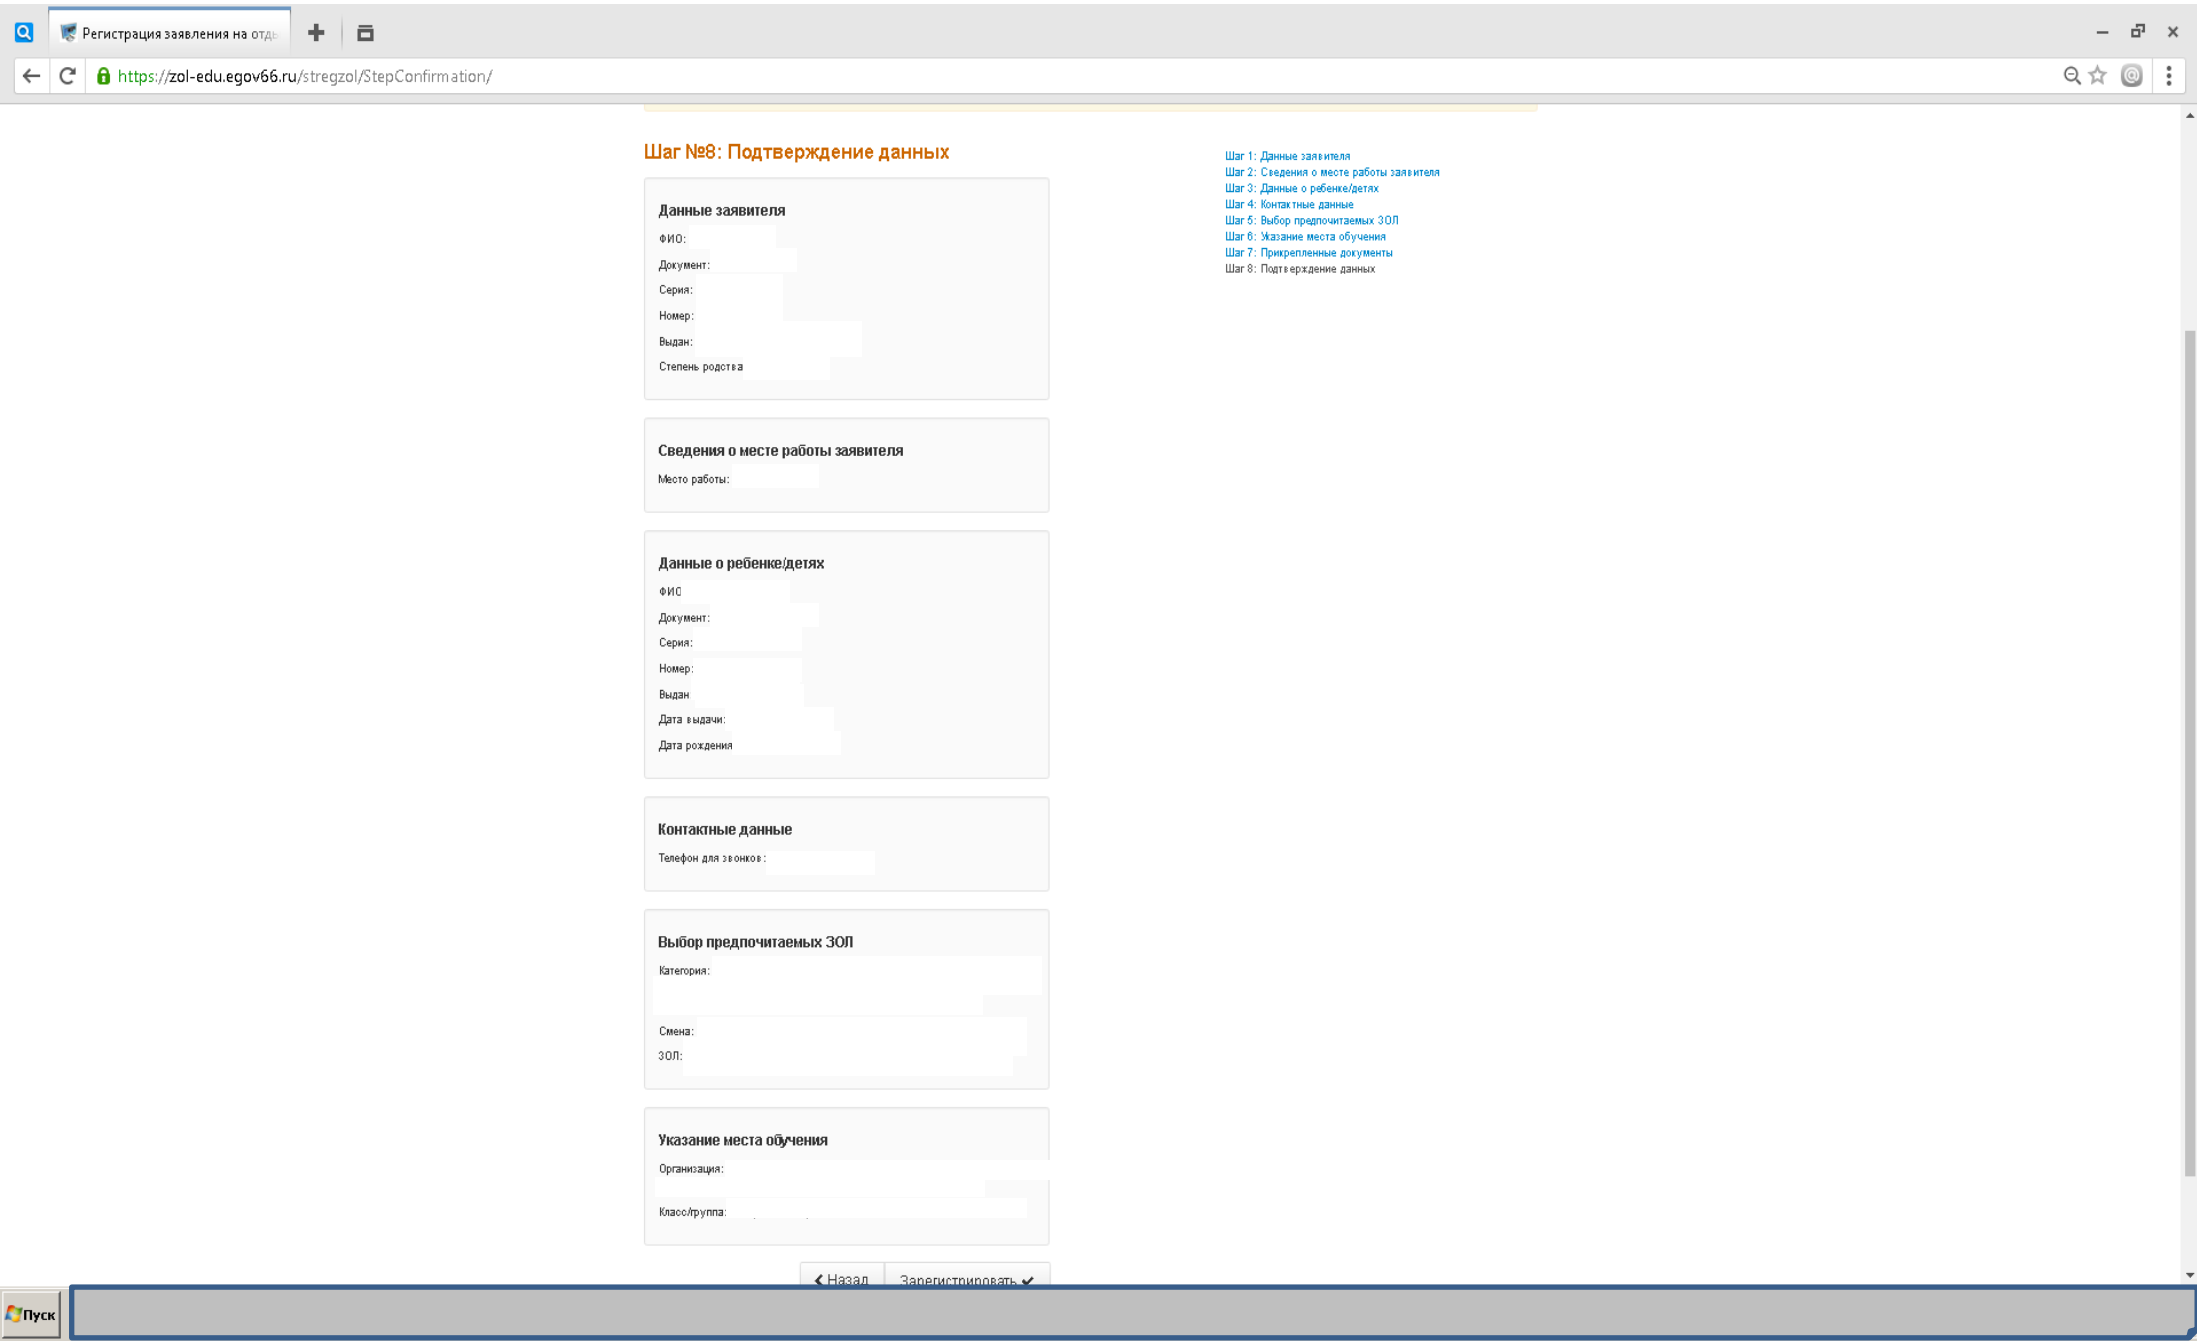 Регистрация заявления на отды
https://zol-edu.egov66.ru/stregzol/StepConfirmation/
Шаг №8: Подтверждение данных
Данные заявителя
ФИО:
Документ:
Серия:
Номер:
Выдан:
Степень родства
Сведения о месте работы заявителя
Место работы:
Данные о ребенке/детях
ФИО
Документ:
Серия:
Номер:
Выдан
Дата выдачи:
Дата рождения
Контактные данные
Телефон для звонков:
Выбор предпочитаемых ЗОЛ
Категория:
Смена:
ЗОЛ:
Указание места обучения
Организация:
Класс/группа:
Назад
Зарегистрировать
Шаг 1: Данные заявителя
Шаг 2: Сведения о месте работы заявителя
Шаг 3: Данные о ребенке/детях
Шаг 4: Контактные данные
Шаг 5: Выбор предпочитаемых ЗОЛ
Шаг 6: Указание места обучения
Шаг 7: Прикрепленные документы
Шаг 8: Подтверждение данных
Пуск